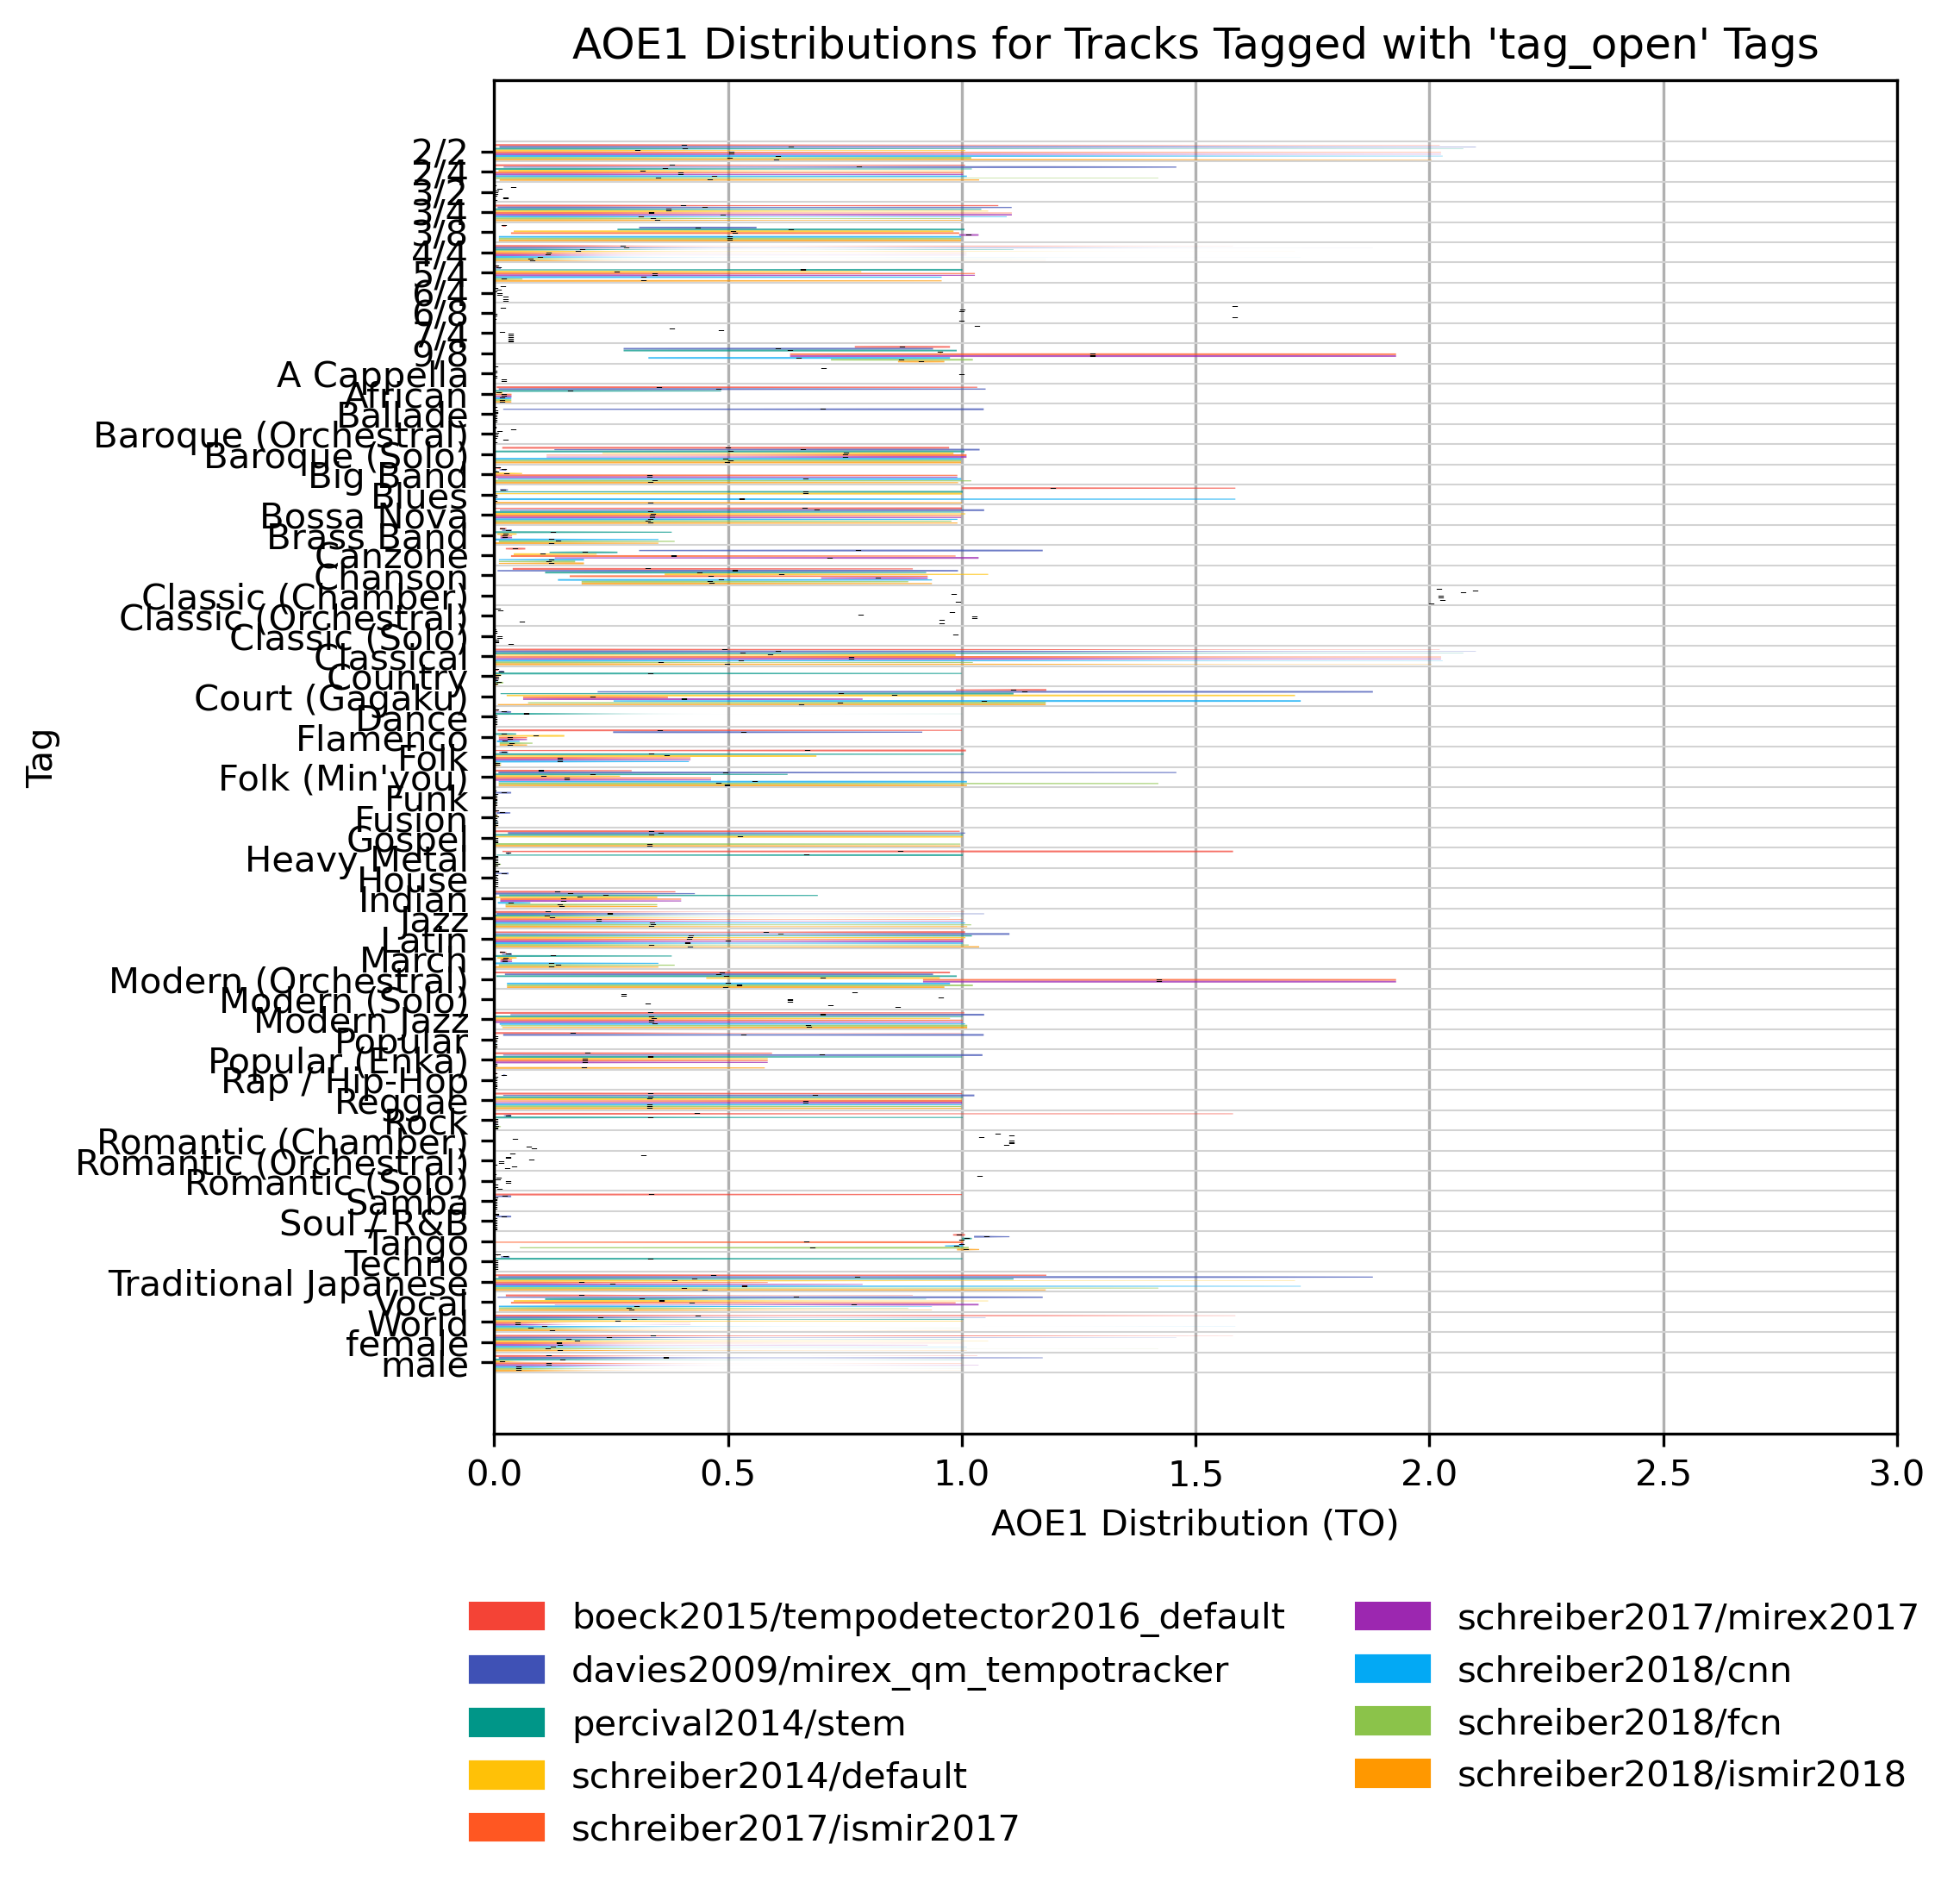 AOE1 Distributions for Tracks Tagged with 'tag_open' Tags
2/2
2/4
3/2
3/4
3/8
4/4
5/4
6/4
6/8
7/4
9/8
A Cappella
African
Ballade
Baroque (Orchestral)
Baroque (Solo)
Big Band
Blues
Bossa Nova
Brass Band
Canzone
Chanson
Classic (Chamber)
Classic (Orchestral)
Classic (Solo)
Classical
Country
Court (Gagaku)
Dance
Flamenco
Folk
Folk (Min'you)
Funk
Fusion
Gospel
Heavy Metal
House
Indian
Jazz
Latin
March
Modern (Orchestral)
Modern (Solo)
Modern Jazz
Popular
Popular (Enka)
Rap / Hip-Hop
Reggae
Rock
Romantic (Chamber)
Romantic (Orchestral)
Romantic (Solo)
Samba
Soul / R&B
Tango
Techno
Traditional Japanese
Vocal
World
female
male
Tag
0.0 0.5 1.0 1.5 2.0 2.5 3.0
AOE1 Distribution (TO)
boeck2015/tempodetector2016_default
davies2009/mirex_qm_tempotracker
percival2014/stem
schreiber2014/default
schreiber2017/ismir2017
schreiber2017/mirex2017
schreiber2018/cnn
schreiber2018/fcn
schreiber2018/ismir2018